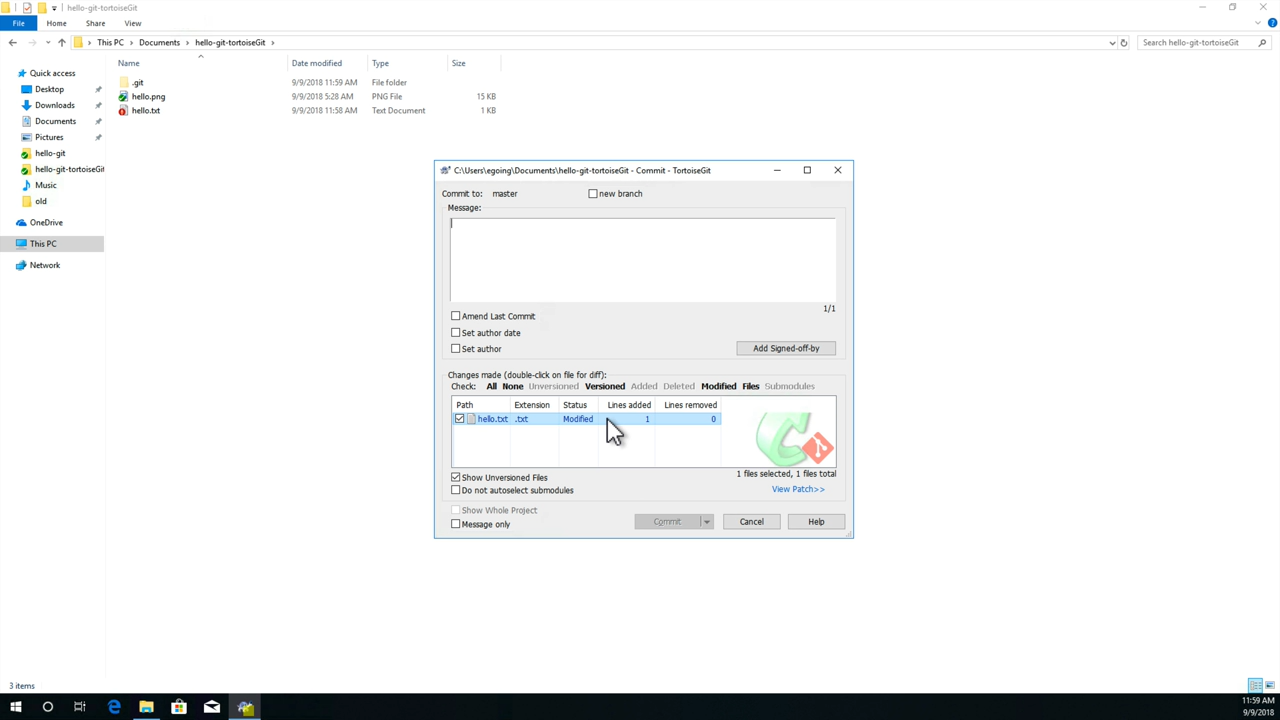 hello-git-tortoiseGit
File Home Share View
This PC > Documents > hello-git-tortoiseGit >
Search hello-git-tortoiseGit
Name Date modified Type Size
.git 9/9/2018 11:59 AM File folder
hello.png 9/9/2018 5:28 AM PNG File 15 KB
hello.txt 9/9/2018 11:58 AM Text Document 1 KB
Quick access
Desktop
Downloads
Documents
Pictures
hello-git
hello-git-tortoiseGit
Music
old
OneDrive
This PC
Network
C:\Users\egoing\Documents\hello-git-tortoiseGit - Commit - TortoiseGit
Commit to: master new branch
Message:
1/1
Amend Last Commit
Set author date
Set author
Add Signed-off-by
Changes made (double-click on file for diff):
Check: All None Unversioned Versioned Added Deleted Modified Files Submodules
Path Extension Status Lines added Lines removed
hello.txt .txt Modified 1 0
1 files selected, 1 files total
Show Unversioned Files
Do not autoselect submodules
View Patch>>
Show Whole Project
Message only
Commit Cancel Help
3 items
11:59 AM
9/9/2018